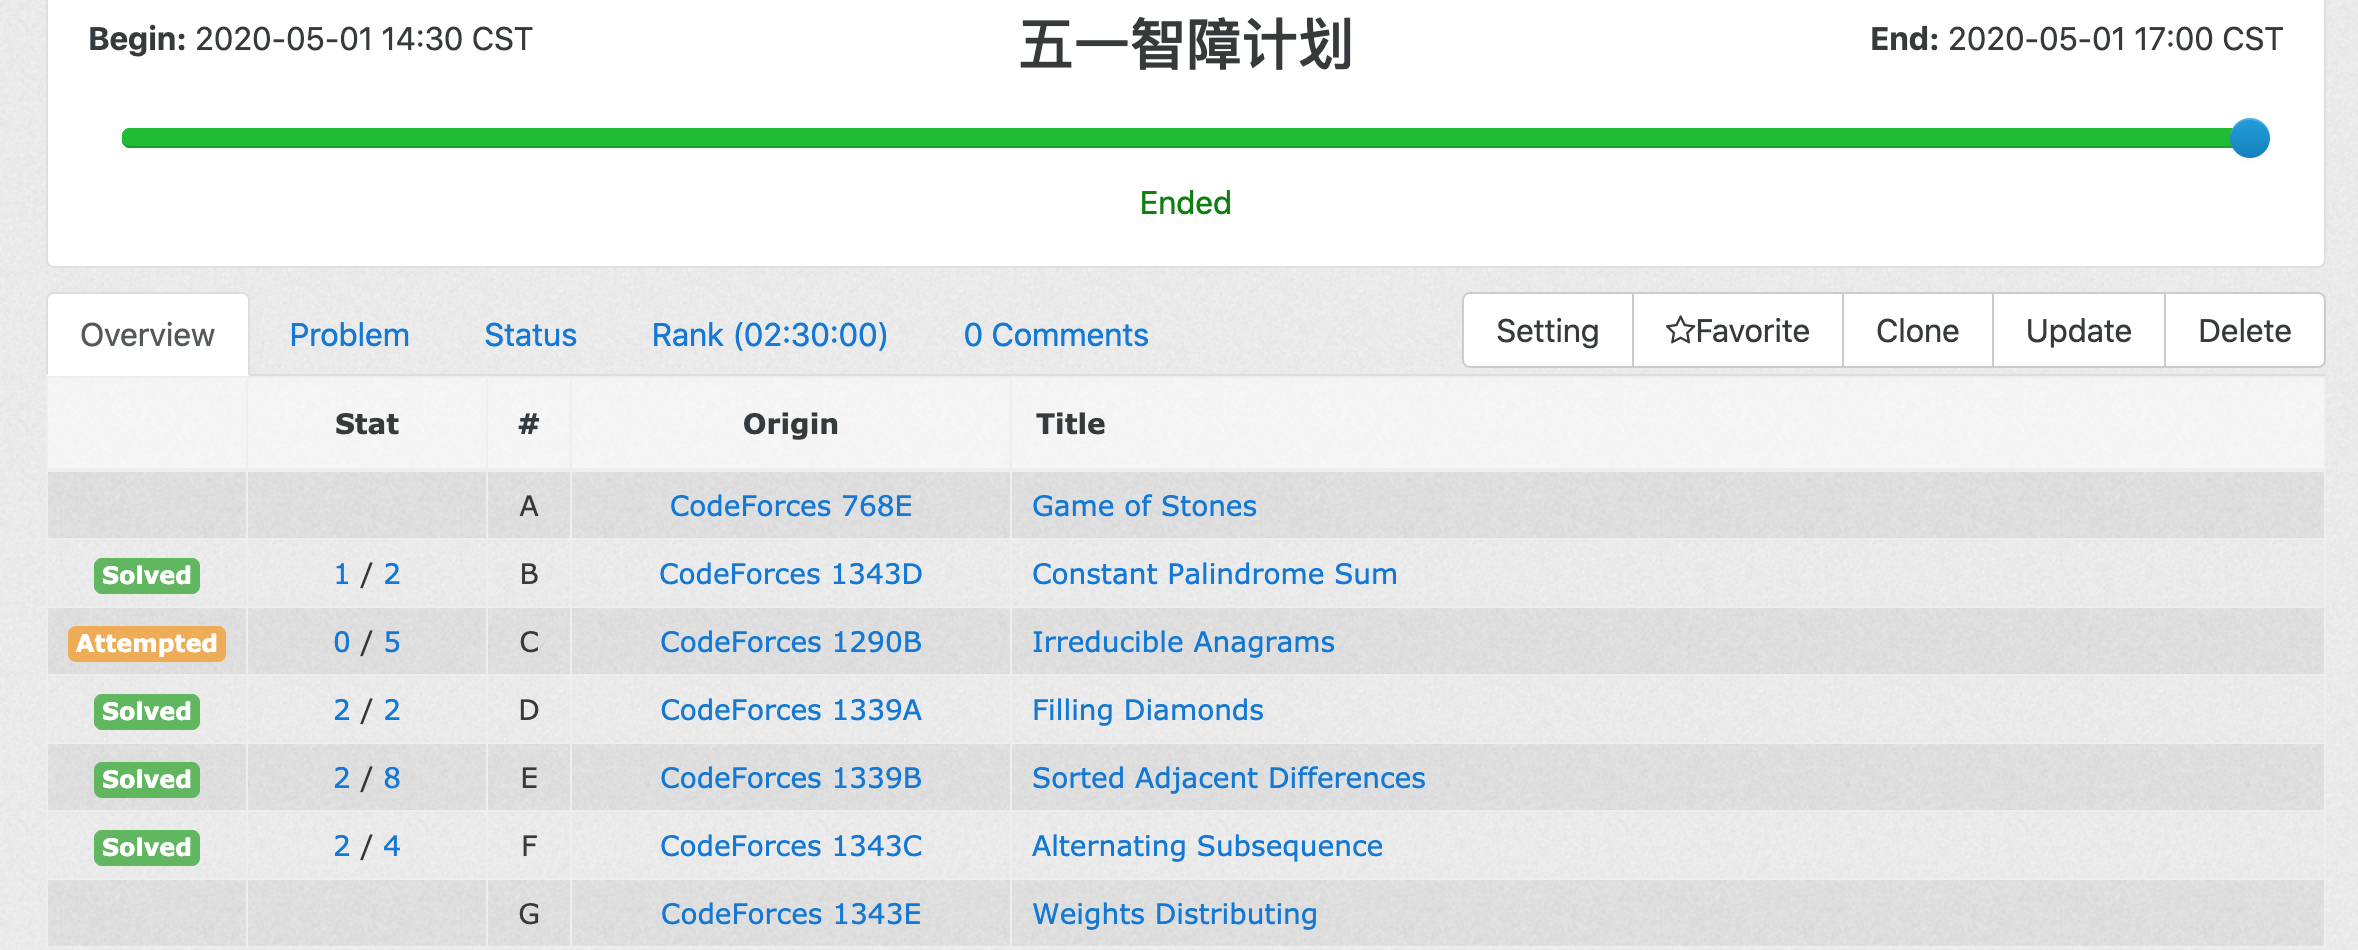 Begin: 2020-05-01 14:30 CST
五一智障计划
End: 2020-05-01 17:00 CST
Ended
Overview Problem Status Rank (02:30:00) 0 Comments Setting ☆Favorite Clone Update Delete
Stat # Origin Title
A CodeForces 768E Game of Stones
Solved 1 / 2 B CodeForces 1343D Constant Palindrome Sum
Attempted 0 / 5 C CodeForces 1290B Irreducible Anagrams
Solved 2 / 2 D CodeForces 1339A Filling Diamonds
Solved 2 / 8 E CodeForces 1339B Sorted Adjacent Differences
Solved 2 / 4 F CodeForces 1343C Alternating Subsequence
G CodeForces 1343E Weights Distributing